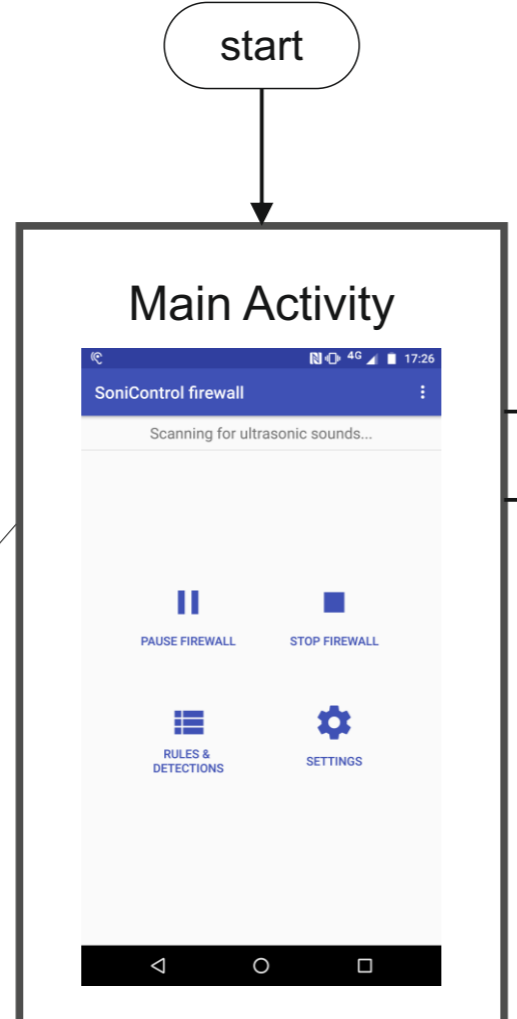 start
Main Activity
4G 17:26
SoniControl firewall
Scanning for ultrasonic sounds...
PAUSE FIREWALL STOP FIREWALL
RULES &
DETECTIONS
SETTINGS